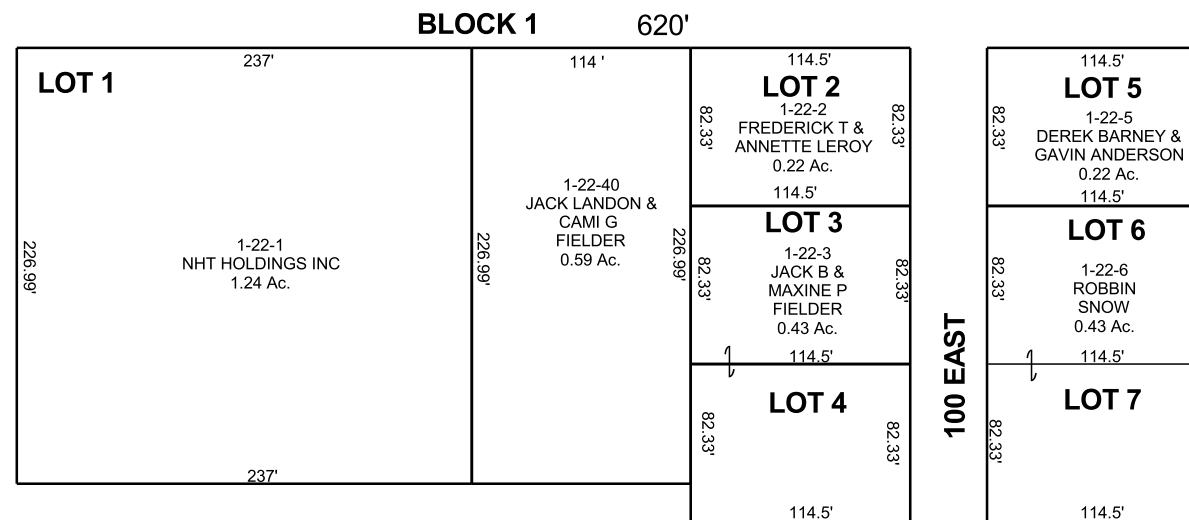 BLOCK 1
620'
LOT 1
237'
226.99'
1-22-1
NHT HOLDINGS INC
1.24 Ac.
226.99'
237'
114 '
1-22-40
JACK LANDON &
CAMI G
FIELDER
0.59 Ac.
226.99'
114.5'
LOT 2
82.33'
1-22-2
FREDERICK T &
ANNETTE LEROY
0.22 Ac.
82.33'
114.5'
LOT 3
82.33'
1-22-3
JACK B &
MAXINE P
FIELDER
0.43 Ac.
82.33'
114.5'
LOT 4
82.33'
82.33'
114.5'
100 EAST
114.5'
LOT 5
82.33'
1-22-5
DEREK BARNEY &
GAVIN ANDERSON
0.22 Ac.
114.5'
LOT 6
82.33'
1-22-6
ROBBIN
SNOW
0.43 Ac.
114.5'
LOT 7
82.33'
114.5'